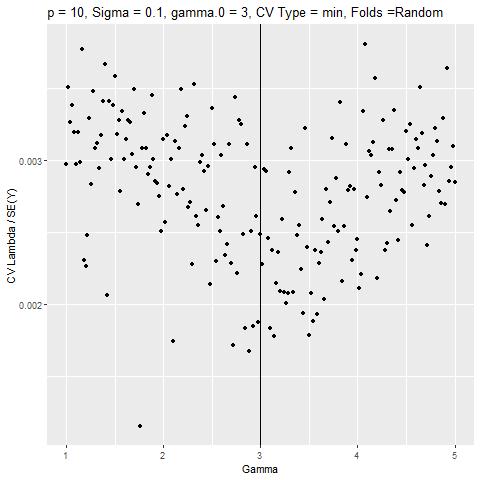 p = 10, Sigma = 0.1, gamma.0 = 3, CV Type = min, Folds =Random
CV Lambda / SE(Y)
0.003
0.002
1 2 3 4 5
Gamma